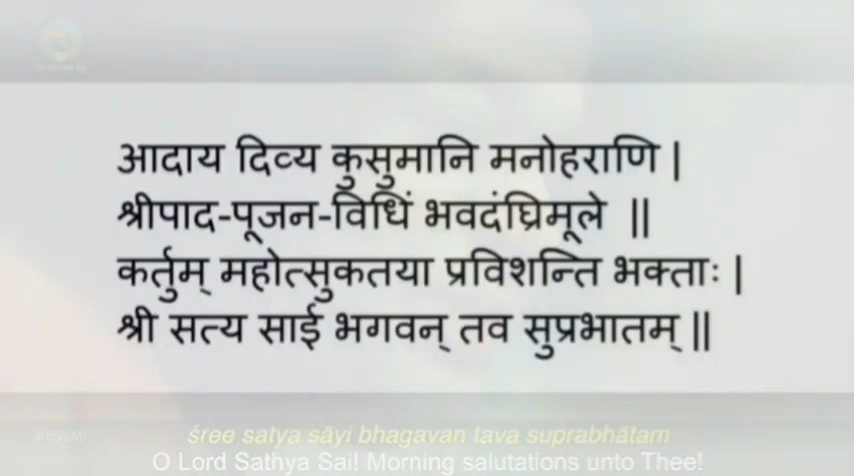 आदाय दिव्य कुसुमानि मनोहराणि |
श्रीपाद-पूजन-विधिं भवदंघ्रिमूले ||
कर्तुम् महोत्सुकतया प्रविशन्ति भक्ताः |
श्री सत्य साई भगवन् तव सुप्रभातम् ||
©SSSMC
śree satya sāyi bhagavan tava suprabhātam
O Lord Sathya Sai! Morning salutations unto Thee!